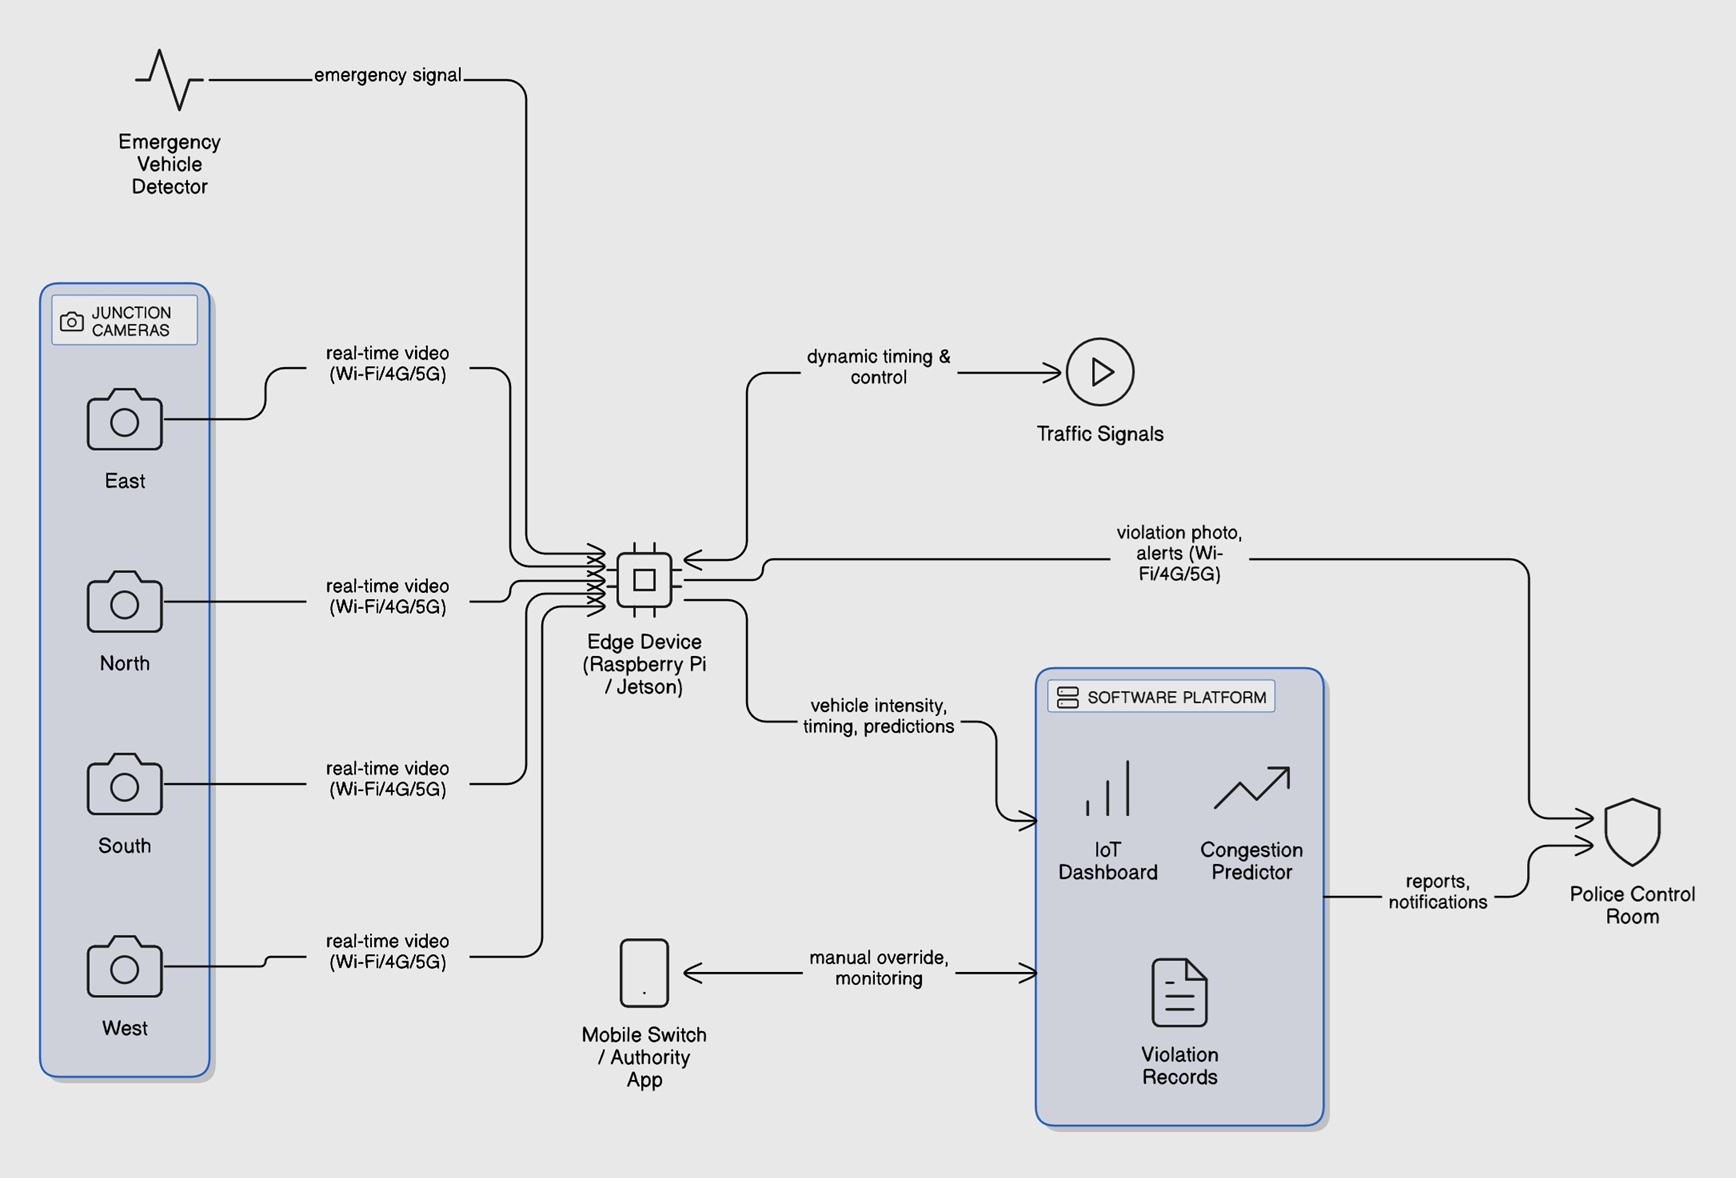 emergency signal
Emergency
Vehicle
Detector
JUNCTION
CAMERAS
real-time video
(Wi-Fi/4G/5G)
East
real-time video
(Wi-Fi/4G/5G)
North
real-time video
(Wi-Fi/4G/5G)
South
real-time video
(Wi-Fi/4G/5G)
West
Edge Device
(Raspberry Pi
/ Jetson)
dynamic timing &
control
Traffic Signals
violation photo,
alerts (Wi-
Fi/4G/5G)
vehicle intensity,
timing, predictions
SOFTWARE PLATFORM
IoT
Dashboard
Congestion
Predictor
Violation
Records
manual override,
monitoring
Mobile Switch
/ Authority
App
reports,
notifications
Police Control
Room